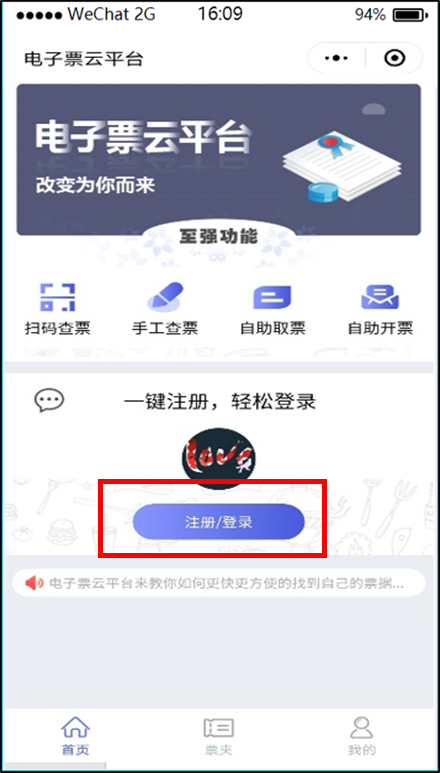 WeChat 2G 16:09 94%
电子票云平台
电子票云平台
改变为你而来
至强功能
扫码查票 手工查票 自助取票 自助开票
一键注册，轻松登录
love
注册/登录
电子票云平台来教你如何更快更方便的找到自己的票据...
首页 票夹 我的